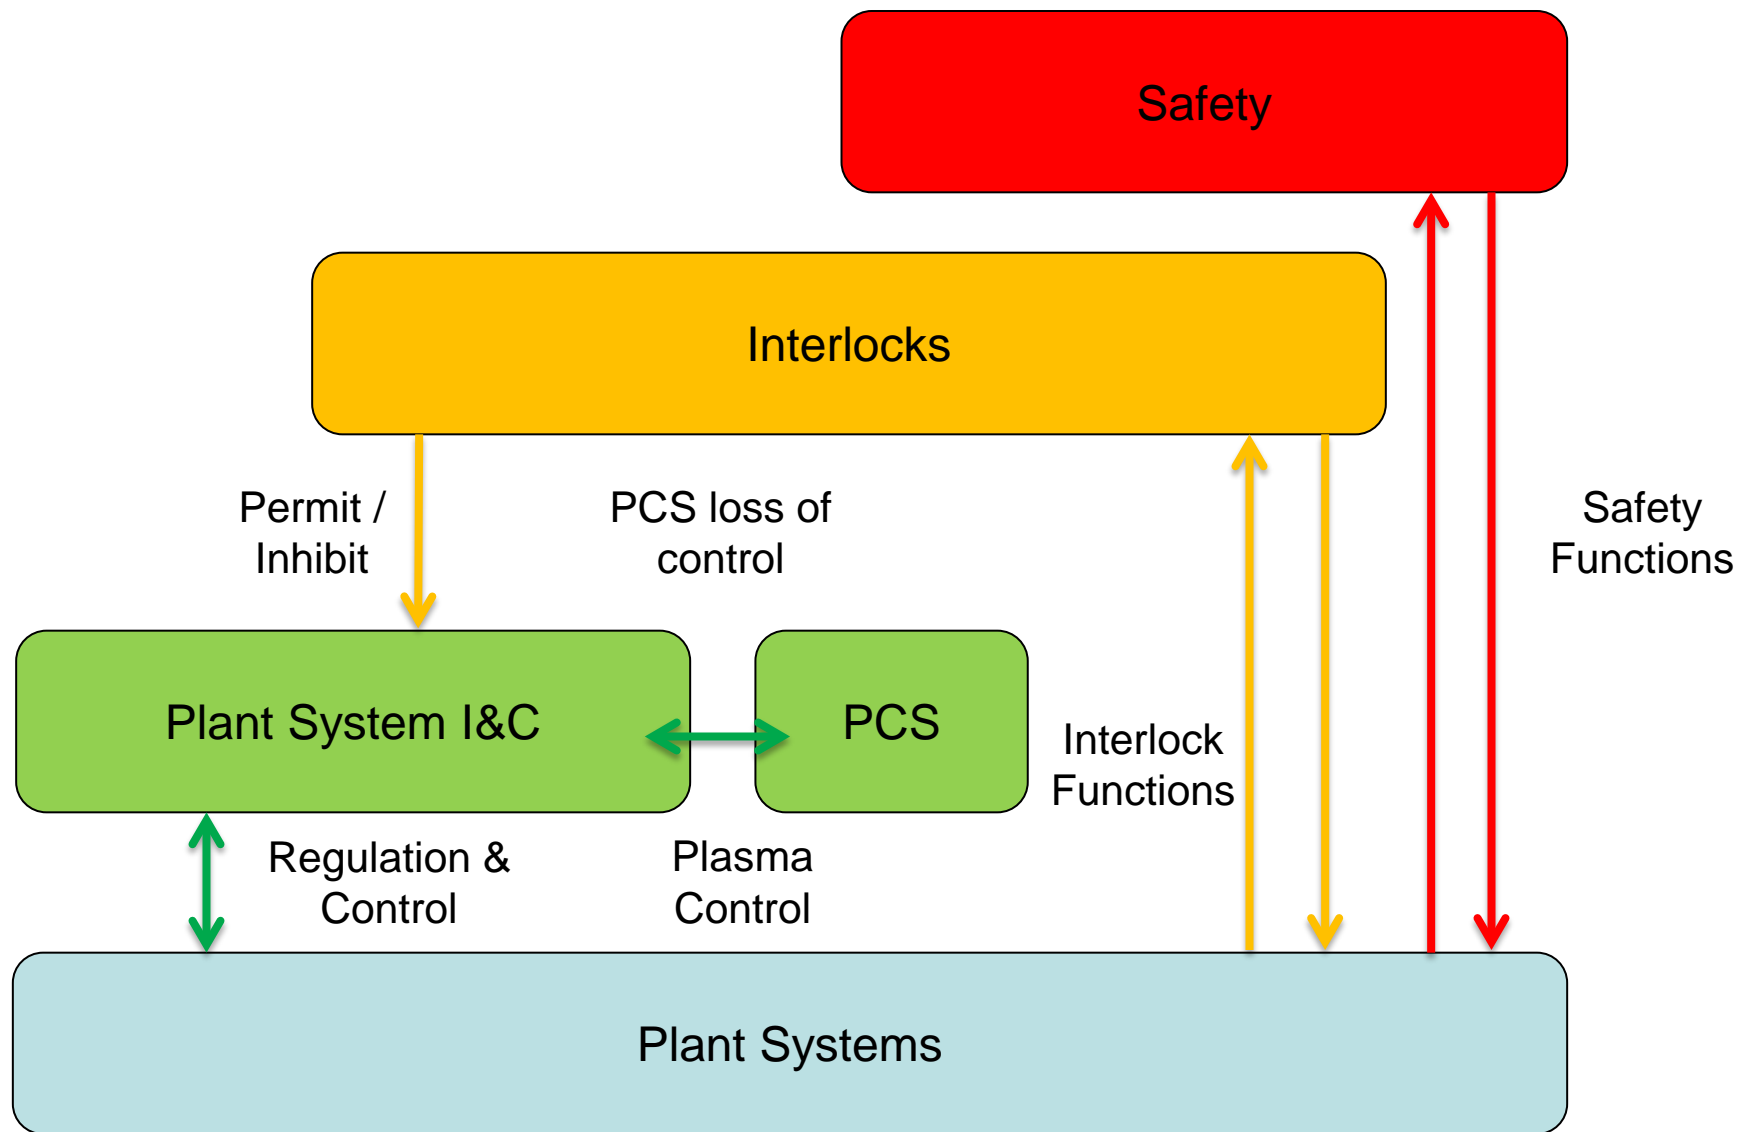 Safety
Interlocks
Permit /
Inhibit
PCS loss of
control
Safety
Functions
Plant System I&C
PCS
Interlock
Functions
Regulation &
Control
Plasma
Control
Plant Systems